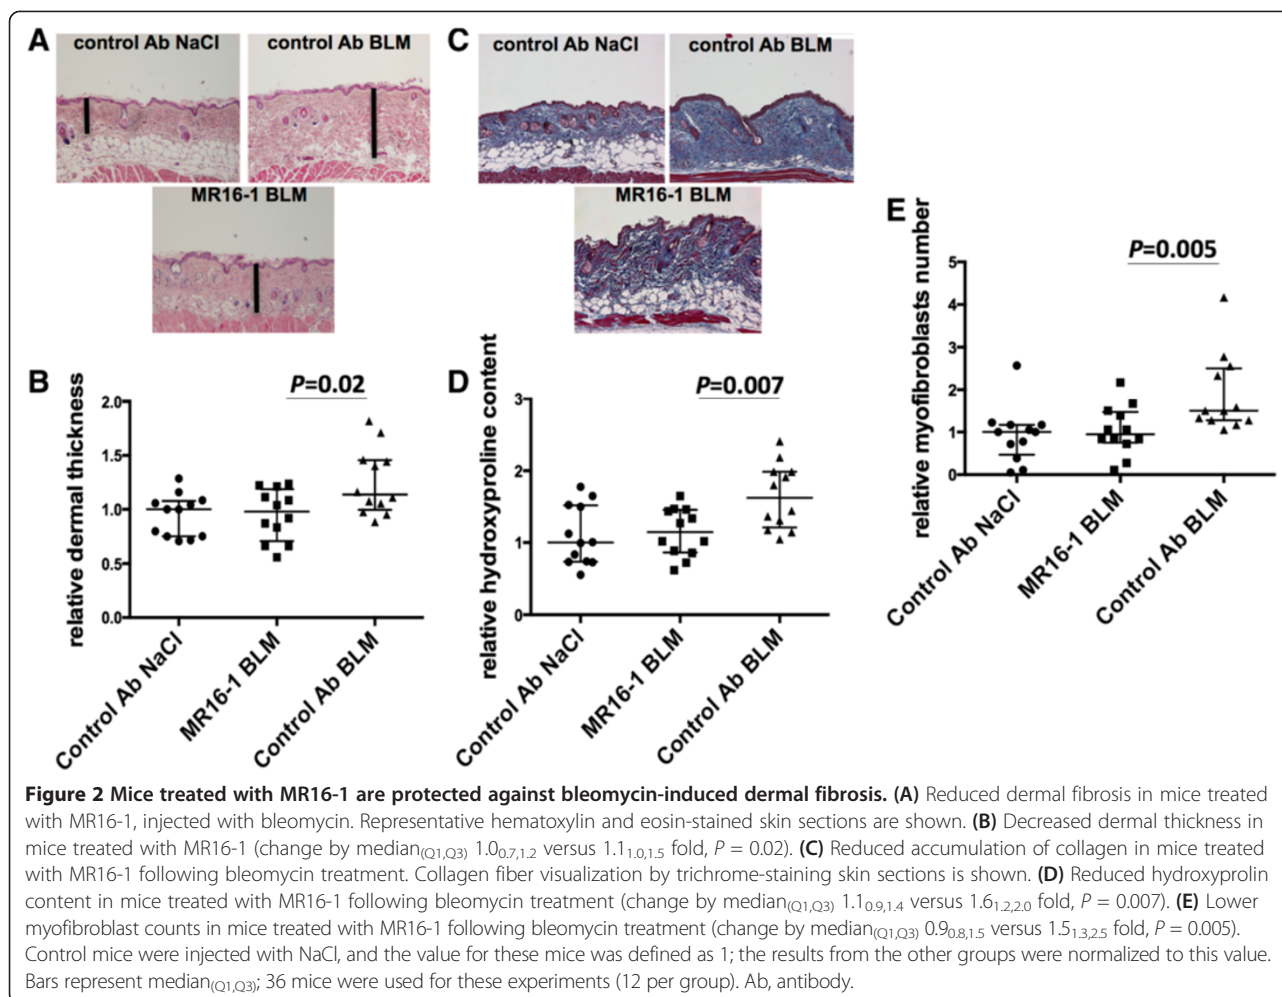 A
control Ab NaCl
control Ab BLM
MR16-1 BLM
C
control Ab NaCl
control Ab BLM
MR16-1 BLM
B
relative dermal thickness
P=0.02
2.0
1.5
1.0
0.5
0.0
Control Ab NaCl
MR16-1 BLM
Control Ab BLM
D
relative hydroxyproline content
P=0.007
3
2
1
0
Control Ab NaCl
MR16-1 BLM
Control Ab BLM
E
relative myofibroblasts number
P=0.005
5
4
3
2
1
0
Control Ab NaCl
MR16-1 BLM
Control Ab BLM
Figure 2 Mice treated with MR16-1 are protected against bleomycin-induced dermal fibrosis. (A) Reduced dermal fibrosis in mice treated
with MR16-1, injected with bleomycin. Representative hematoxylin and eosin-stained skin sections are shown. (B) Decreased dermal thickness in
mice treated with MR16-1 (change by median(Q1,Q3) 1.0 0.7,1.2 versus 1.1 1.0,1.5 fold, P = 0.02). (C) Reduced accumulation of collagen in mice treated
with MR16-1 following bleomycin treatment. Collagen fiber visualization by trichrome-staining skin sections is shown. (D) Reduced hydroxyprolin
content in mice treated with MR16-1 following bleomycin treatment (change by median(Q1,Q3) 1.1 0.9,1.4 versus 1.6 1.2,2.0 fold, P = 0.007). (E) Lower
myofibroblast counts in mice treated with MR16-1 following bleomycin treatment (change by median(Q1,Q3) 0.9 0.8,1.5 versus 1.5 1.3,2.5 fold, P = 0.005).
Control mice were injected with NaCl, and the value for these mice was defined as 1; the results from the other groups were normalized to this value.
Bars represent median(Q1,Q3); 36 mice were used for these experiments (12 per group). Ab, antibody.